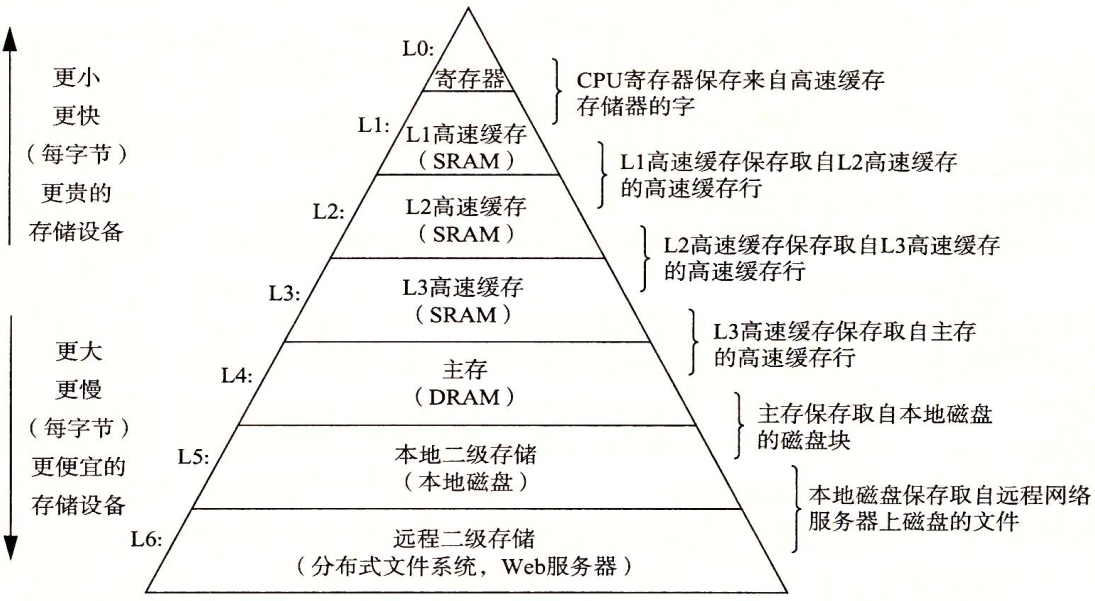 更小
更快
（每字节）
更贵的
存储设备
更大
更慢
（每字节）
更便宜的
存储设备
L0:
寄存器
CPU寄存器保存来自高速缓存
存储器的字
L1:
L1高速缓存
（SRAM）
L1高速缓存保存取自L2高速缓存
的高速缓存行
L2:
L2高速缓存
（SRAM）
L2高速缓存保存取自L3高速缓存
的高速缓存行
L3:
L3高速缓存
（SRAM）
L3高速缓存保存取自主存
的高速缓存行
L4:
主存
（DRAM）
主存保存取自本地磁盘
的磁盘块
L5:
本地二级存储
（本地磁盘）
本地磁盘保存取自远程网络
服务器上磁盘的文件
L6:
远程二级存储
（分布式文件系统，Web服务器）